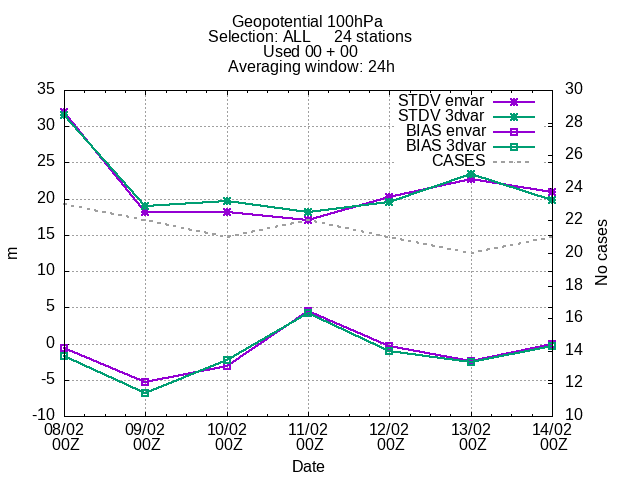 Geopotential 100hPa
Selection: ALL 24 stations
Used 00 + 00
Averaging window: 24h
35 30
STDV envar
STDV 3dvar
30 28
BIAS envar
BIAS 3dvar
25 26
CASES
20 24
15 22
10 20
5 18
0 16
-5 14
-10 12
10
m
No cases
08/02 09/02 10/02 11/02 12/02 13/02 14/02
00Z 00Z 00Z 00Z 00Z 00Z 00Z
Date